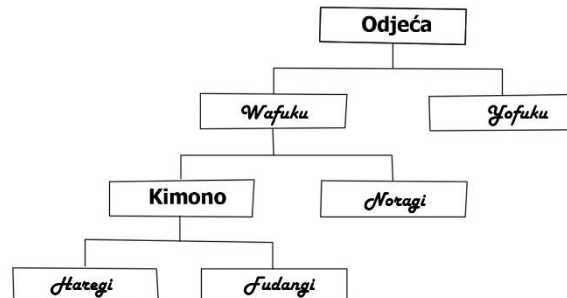 Odjeća
Wafuku
Yofuku
Kimono
Noragi
Haregi
Fudangi